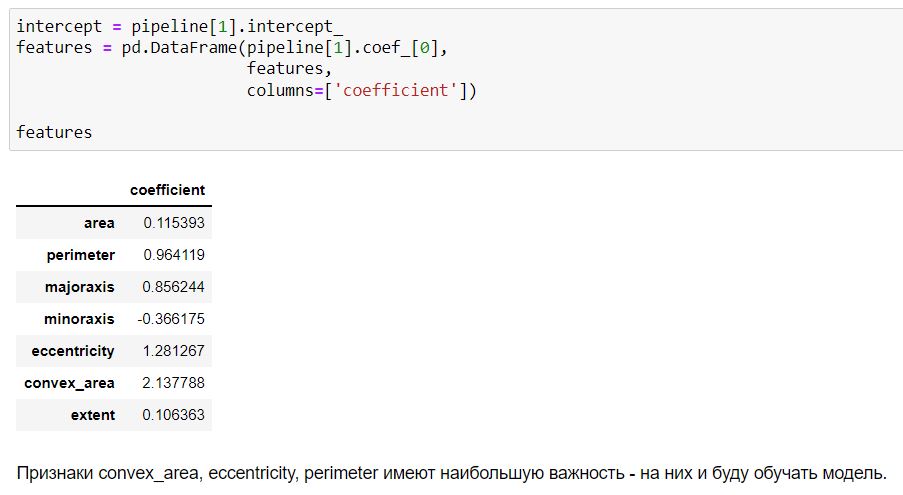 intercept = pipeline[1].intercept_
features = pd.DataFrame(pipeline[1].coef_[0],
features,
columns=['coefficient'])
features
coefficient
area 0.115393
perimeter 0.964119
majoraxis 0.856244
minoraxis -0.366175
eccentricity 1.281267
convex_area 2.137788
extent 0.106363
Признаки convex_area, eccentricity, perimeter имеют наибольшую важность - на них и буду обучать модель.